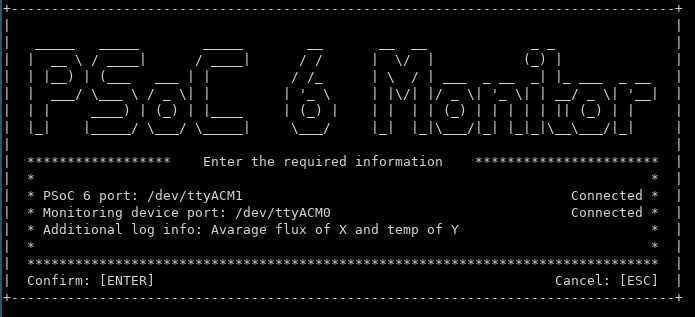 PSoC 6 Monitor
Enter the required information
* PSoC 6 port: /dev/ttyACM1 Connected *
* Monitoring device port: /dev/ttyACM0 Connected *
* Additional log info: Avarage flux of X and temp of Y *
Confirm: [ENTER] Cancel: [ESC]